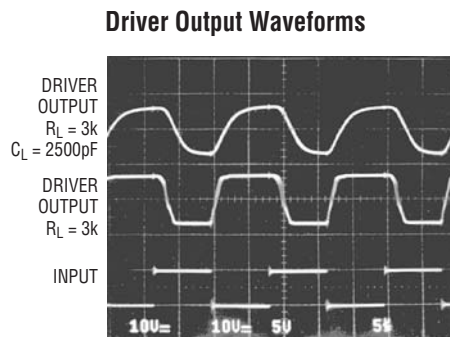 Driver Output Waveforms
DRIVER
OUTPUT
R_L = 3k
C_L = 2500pF
DRIVER
OUTPUT
R_L = 3k
INPUT
10V= 10V= 5V